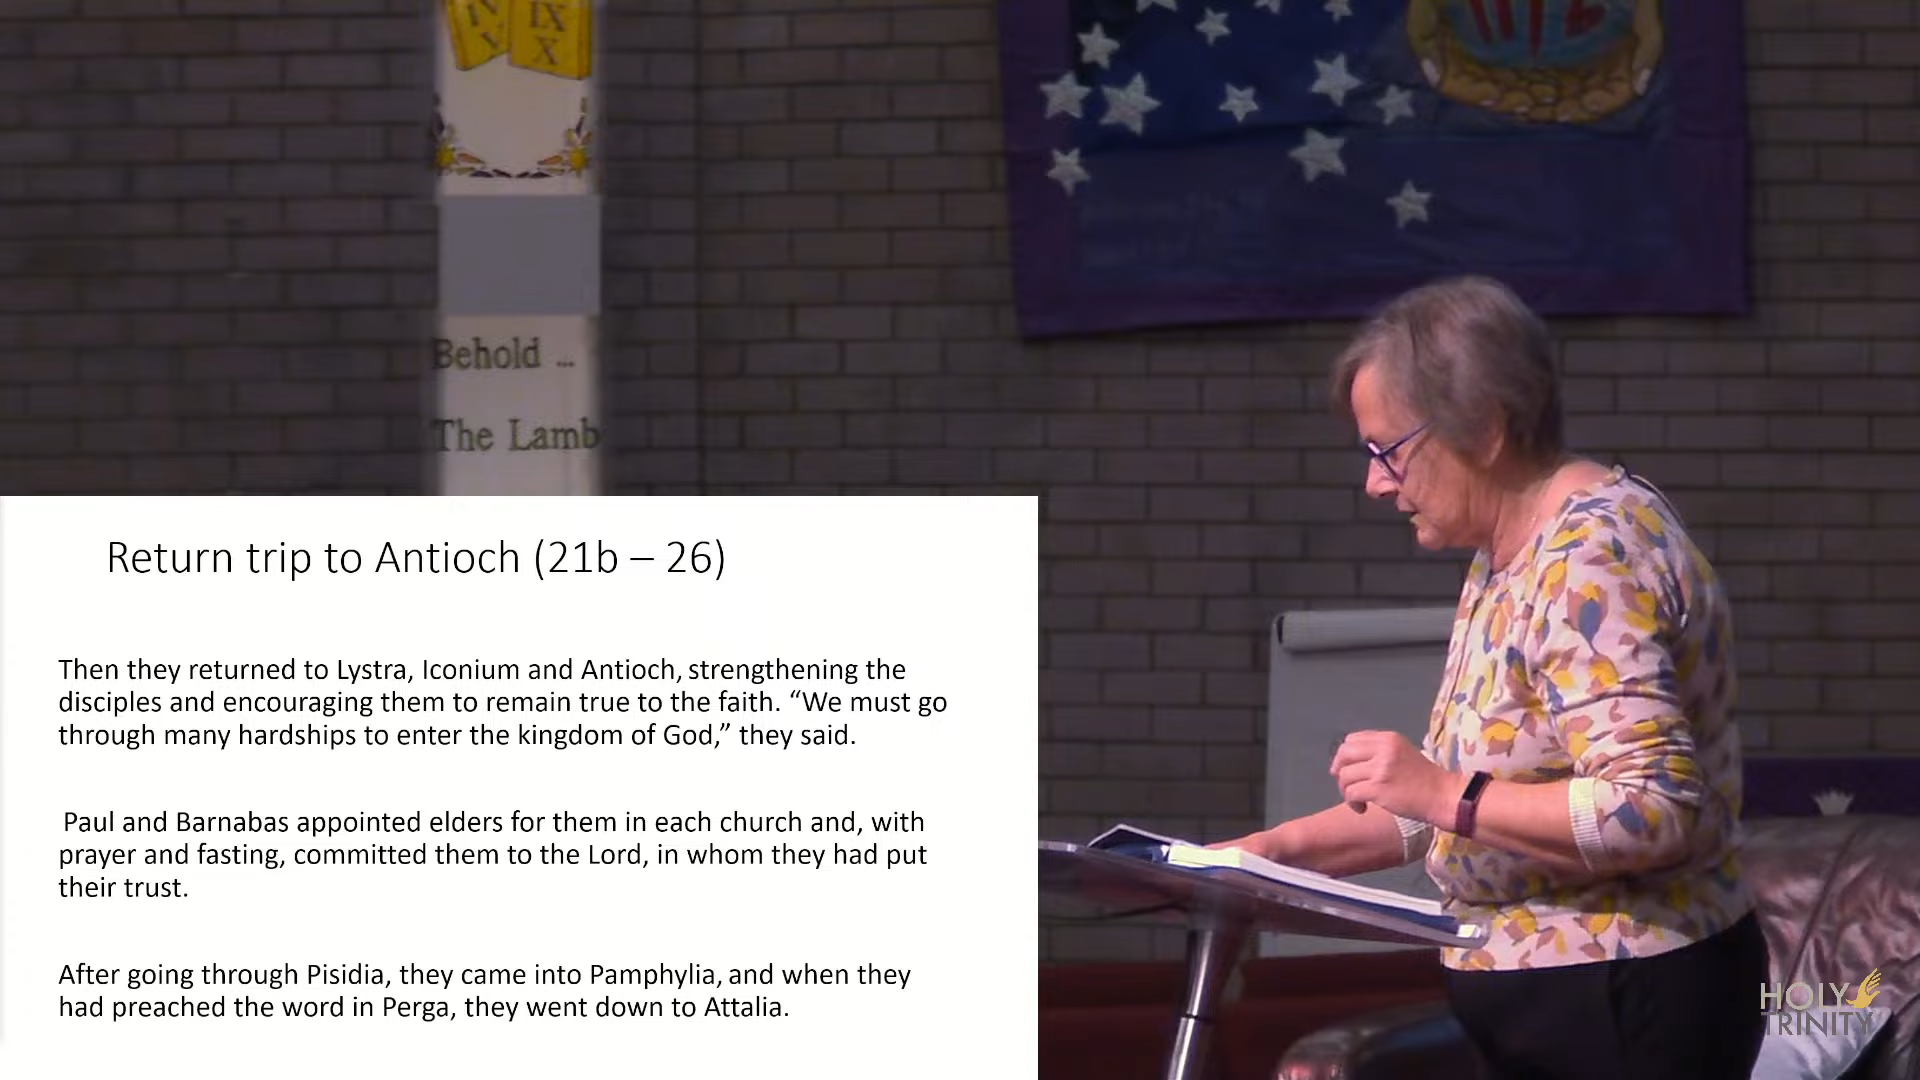 IV IX
V X
Behold ...
The Lamb
Return trip to Antioch (21b – 26)
Then they returned to Lystra, Iconium and Antioch, strengthening the
disciples and encouraging them to remain true to the faith. “We must go
through many hardships to enter the kingdom of God,” they said.
Paul and Barnabas appointed elders for them in each church and, with
prayer and fasting, committed them to the Lord, in whom they had put
their trust.
After going through Pisidia, they came into Pamphylia, and when they
had preached the word in Perga, they went down to Attalia.
HOLY
TRINITY